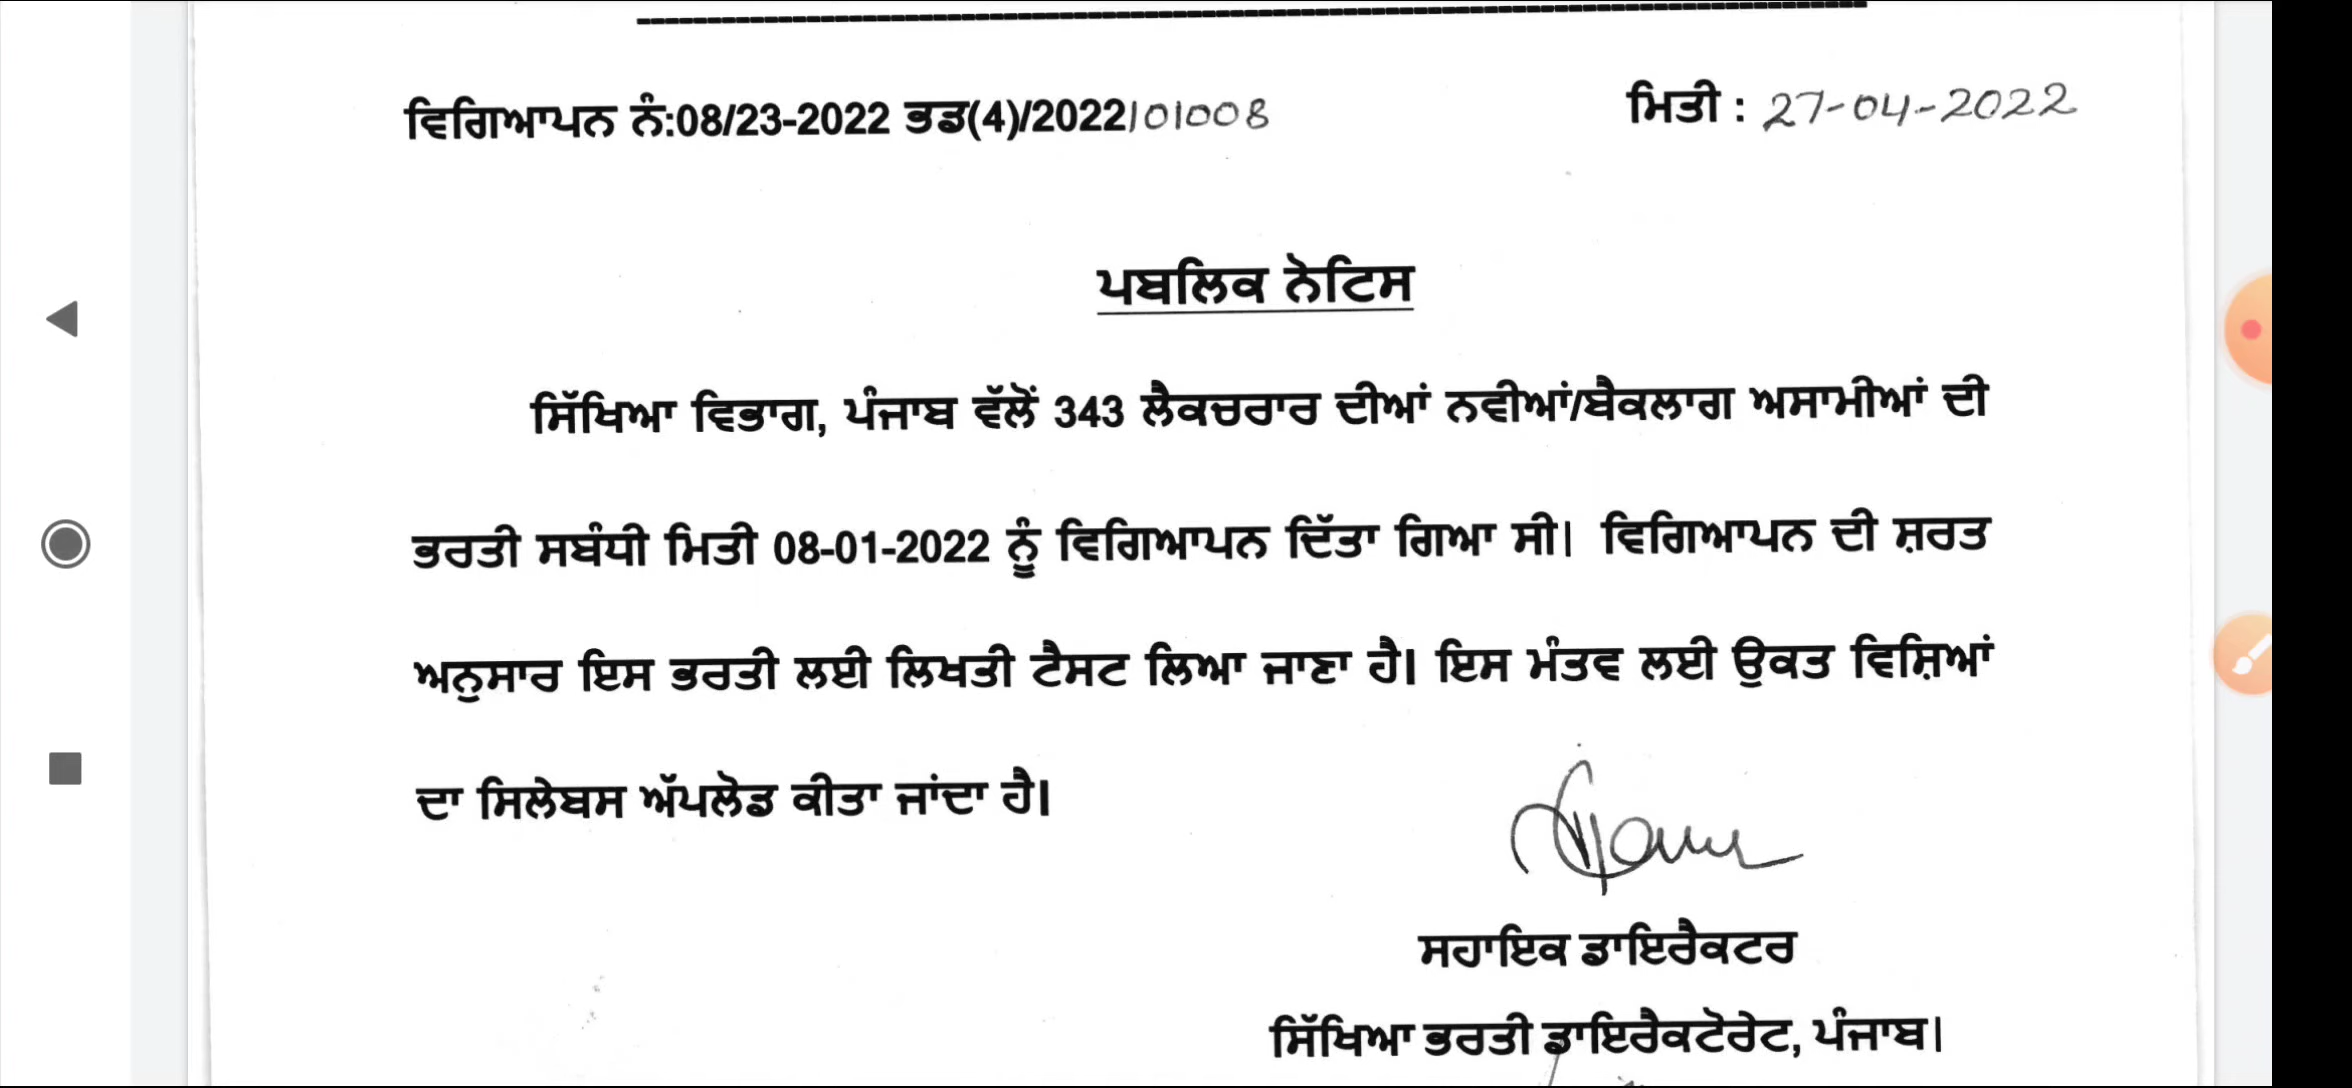 ਵਿਗਿਆਪਨ ਨੰ:08/23-2022 ਭਡ(4)/2022/01008
ਮਿਤੀ : 27-04-2022
ਪਬਲਿਕ ਨੋਟਿਸ
ਸਿੱਖਿਆ ਵਿਭਾਗ, ਪੰਜਾਬ ਵੱਲੋਂ 343 ਲੈਕਚਰਾਰ ਦੀਆਂ ਨਵੀਆਂ/ਬੈਕਲਾਗ ਅਸਾਮੀਆਂ ਦੀ
ਭਰਤੀ ਸਬੰਧੀ ਮਿਤੀ 08-01-2022 ਨੂੰ ਵਿਗਿਆਪਨ ਦਿੱਤਾ ਗਿਆ ਸੀ। ਵਿਗਿਆਪਨ ਦੀ ਸ਼ਰਤ
ਅਨੁਸਾਰ ਇਸ ਭਰਤੀ ਲਈ ਲਿਖਤੀ ਟੈਸਟ ਲਿਆ ਜਾਣਾ ਹੈ। ਇਸ ਮੰਤਵ ਲਈ ਉਕਤ ਵਿਸ਼ਿਆਂ
ਦਾ ਸਿਲੇਬਸ ਅੱਪਲੋਡ ਕੀਤਾ ਜਾਂਦਾ ਹੈ।
ਸਹਾਇਕ ਡਾਇਰੈਕਟਰ
ਸਿੱਖਿਆ ਭਰਤੀ ਡਾਇਰੈਕਟੋਰੇਟ, ਪੰਜਾਬ।